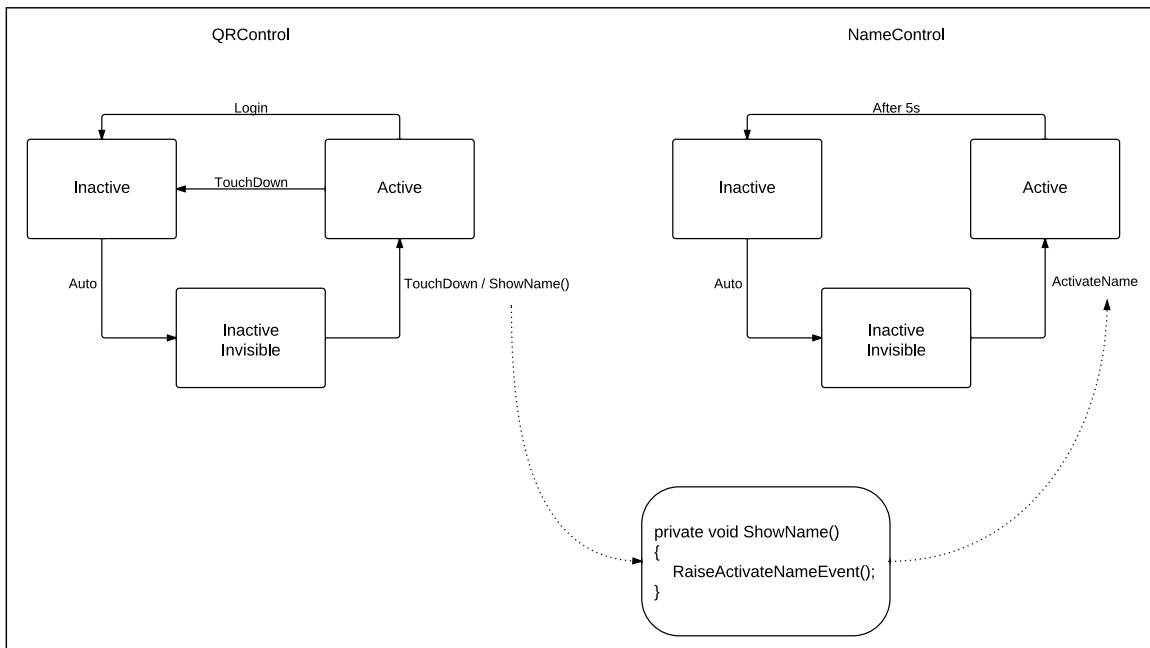 QRControl
NameControl
Login
After 5s
Inactive
TouchDown
Active
Inactive
Active
Auto
TouchDown / ShowName()
Auto
ActivateName
Inactive
Invisible
Inactive
Invisible
private void ShowName()
{
RaiseActivateNameEvent();
}